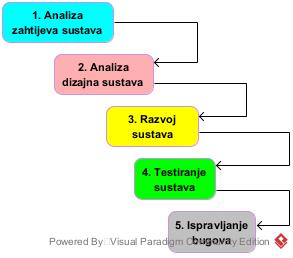 1. Analiza
zahtijeva sustava
2. Analiza
dizajna sustava
3. Razvoj
sustava
4. Testiranje
sustava
5. Ispravljanje
bugova
Powered By Visual Paradigm Community Edition